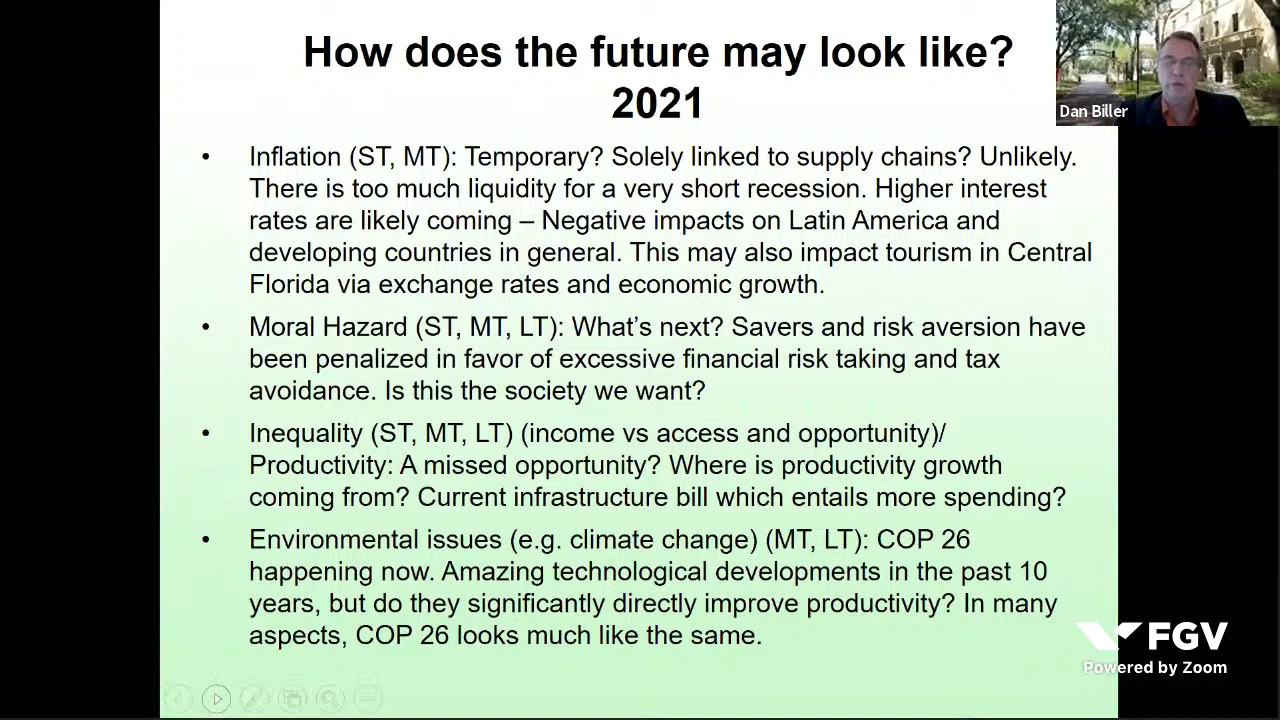 How does the future may look like?
2021
Dan Biller
• Inflation (ST, MT): Temporary? Solely linked to supply chains? Unlikely.
There is too much liquidity for a very short recession. Higher interest
rates are likely coming – Negative impacts on Latin America and
developing countries in general. This may also impact tourism in Central
Florida via exchange rates and economic growth.
• Moral Hazard (ST, MT, LT): What’s next? Savers and risk aversion have
been penalized in favor of excessive financial risk taking and tax
avoidance. Is this the society we want?
• Inequality (ST, MT, LT) (income vs access and opportunity)/
Productivity: A missed opportunity? Where is productivity growth
coming from? Current infrastructure bill which entails more spending?
• Environmental issues (e.g. climate change) (MT, LT): COP 26
happening now. Amazing technological developments in the past 10
years, but do they significantly directly improve productivity? In many
aspects, COP 26 looks much like the same.
FGV
Powered by Zoom